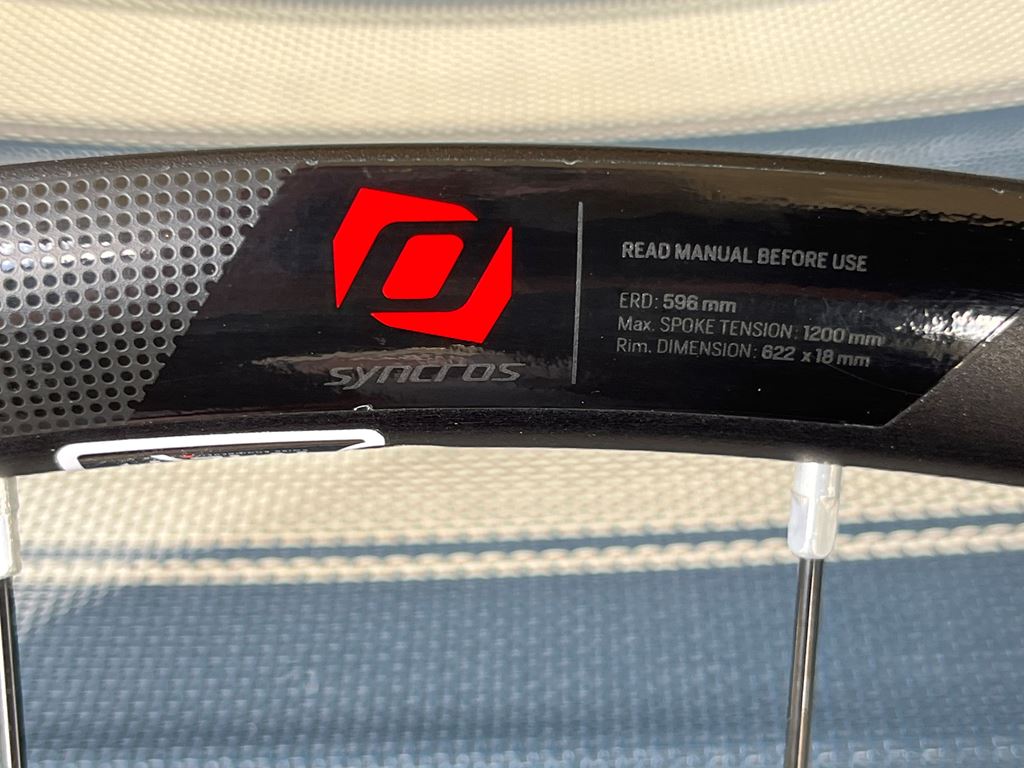 syncros
READ MANUAL BEFORE USE
ERD: 596 mm
Max. SPOKE TENSION: 1200 mm
Rim. DIMENSION: 622 x 18 mm